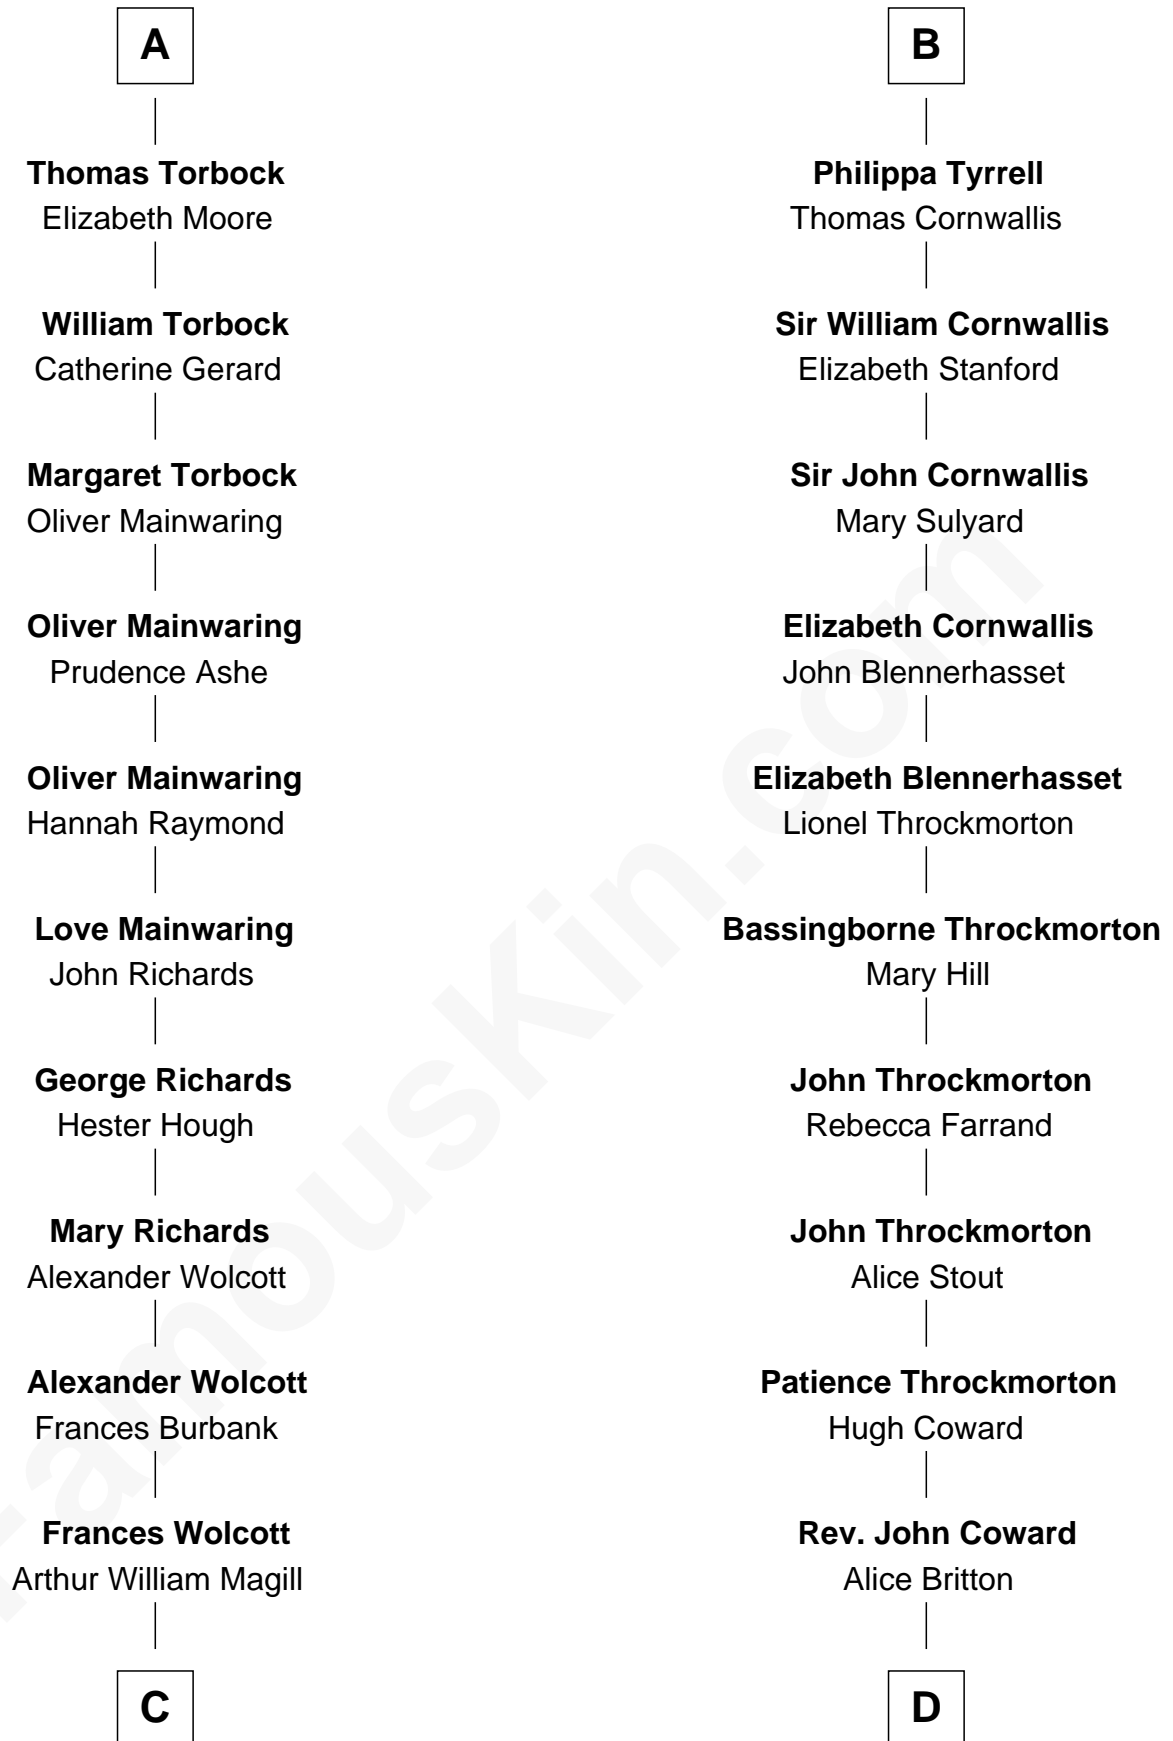 A
Thomas Torbock
Elizabeth Moore
William Torbock
Catherine Gerard
Margaret Torbock
Oliver Mainwaring
Oliver Mainwaring
Prudence Ashe
Oliver Mainwaring
Hannah Raymond
Love Mainwaring
John Richards
George Richards
Hester Hough
Mary Richards
Alexander Wolcott
Alexander Wolcott
Frances Burbank
Frances Wolcott
Arthur William Magill
C
B
Philippa Tyrrell
Thomas Cornwallis
Sir William Cornwallis
Elizabeth Stanford
Sir John Cornwallis
Mary Sulyard
Elizabeth Cornwallis
John Blennerhasset
Elizabeth Blennerhasset
Lionel Throckmorton
Bassingborne Throckmorton
Mary Hill
John Throckmorton
Rebecca Farrand
John Throckmorton
Alice Stout
Patience Throckmorton
Hugh Coward
Rev. John Coward
Alice Britton
D
FamousKin.com